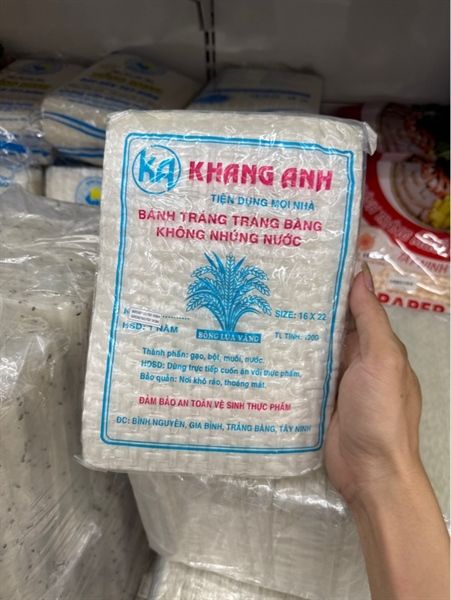 KA KHANG ANH
TIỆN DỤNG MỌI NHÀ
BÁNH TRÁNG TRẢNG BÀNG
KHÔNG NHÚNG NƯỚC
SIZE: 16 X 22
HSD: 1 NĂM
TL TỊNH:
BÔNG LÚA VÀNG
Thành phần: gạo, bột, muối, nước.
HDSD: Dùng trực tiếp cuốn ăn với thực phẩm.
Bảo quản: Nơi khô ráo, thoáng mát.
ĐẢM BẢO AN TOÀN VỆ SINH THỰC PHẨM
ĐC: BÌNH NGUYÊN, GIA BÌNH, TRẢNG BÀNG, TÂY NINH